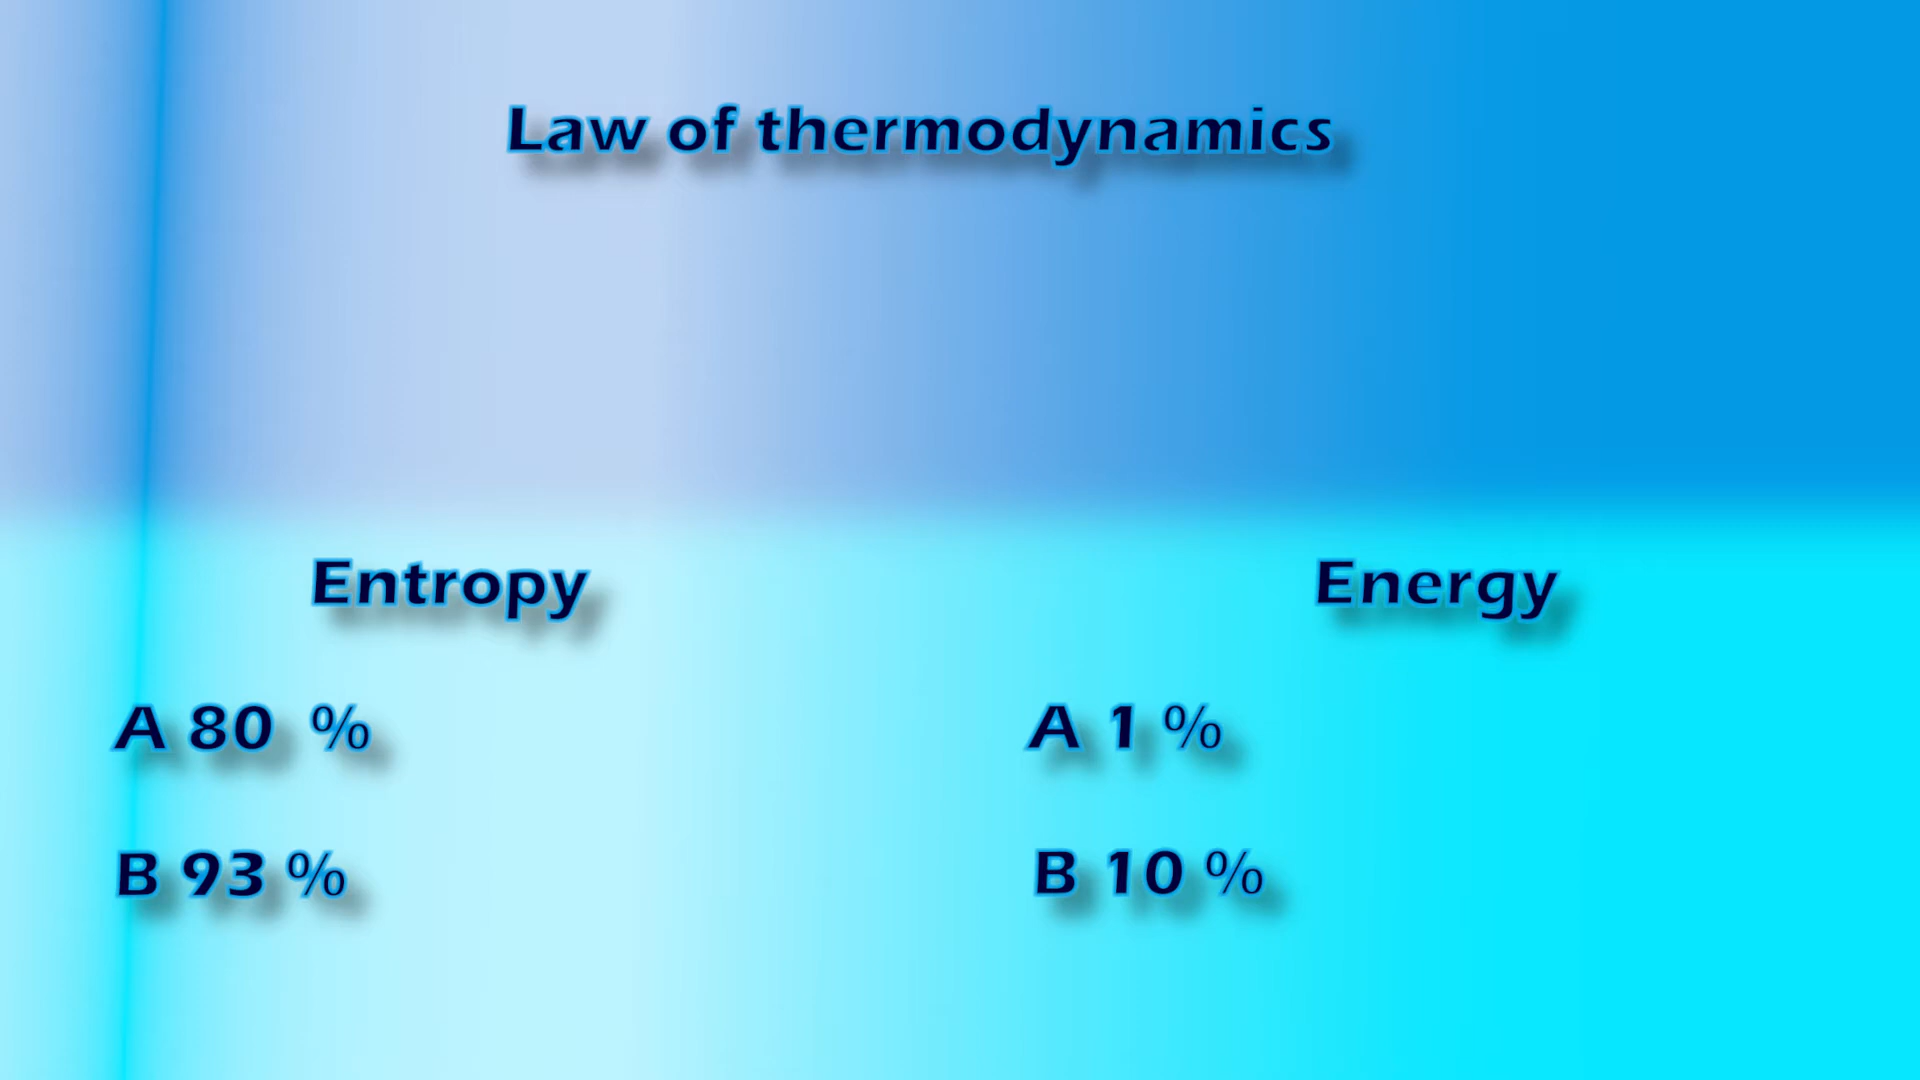 Law of thermodynamics
Entropy
A 80 %
B 93 %
Energy
A 1 %
B 10 %